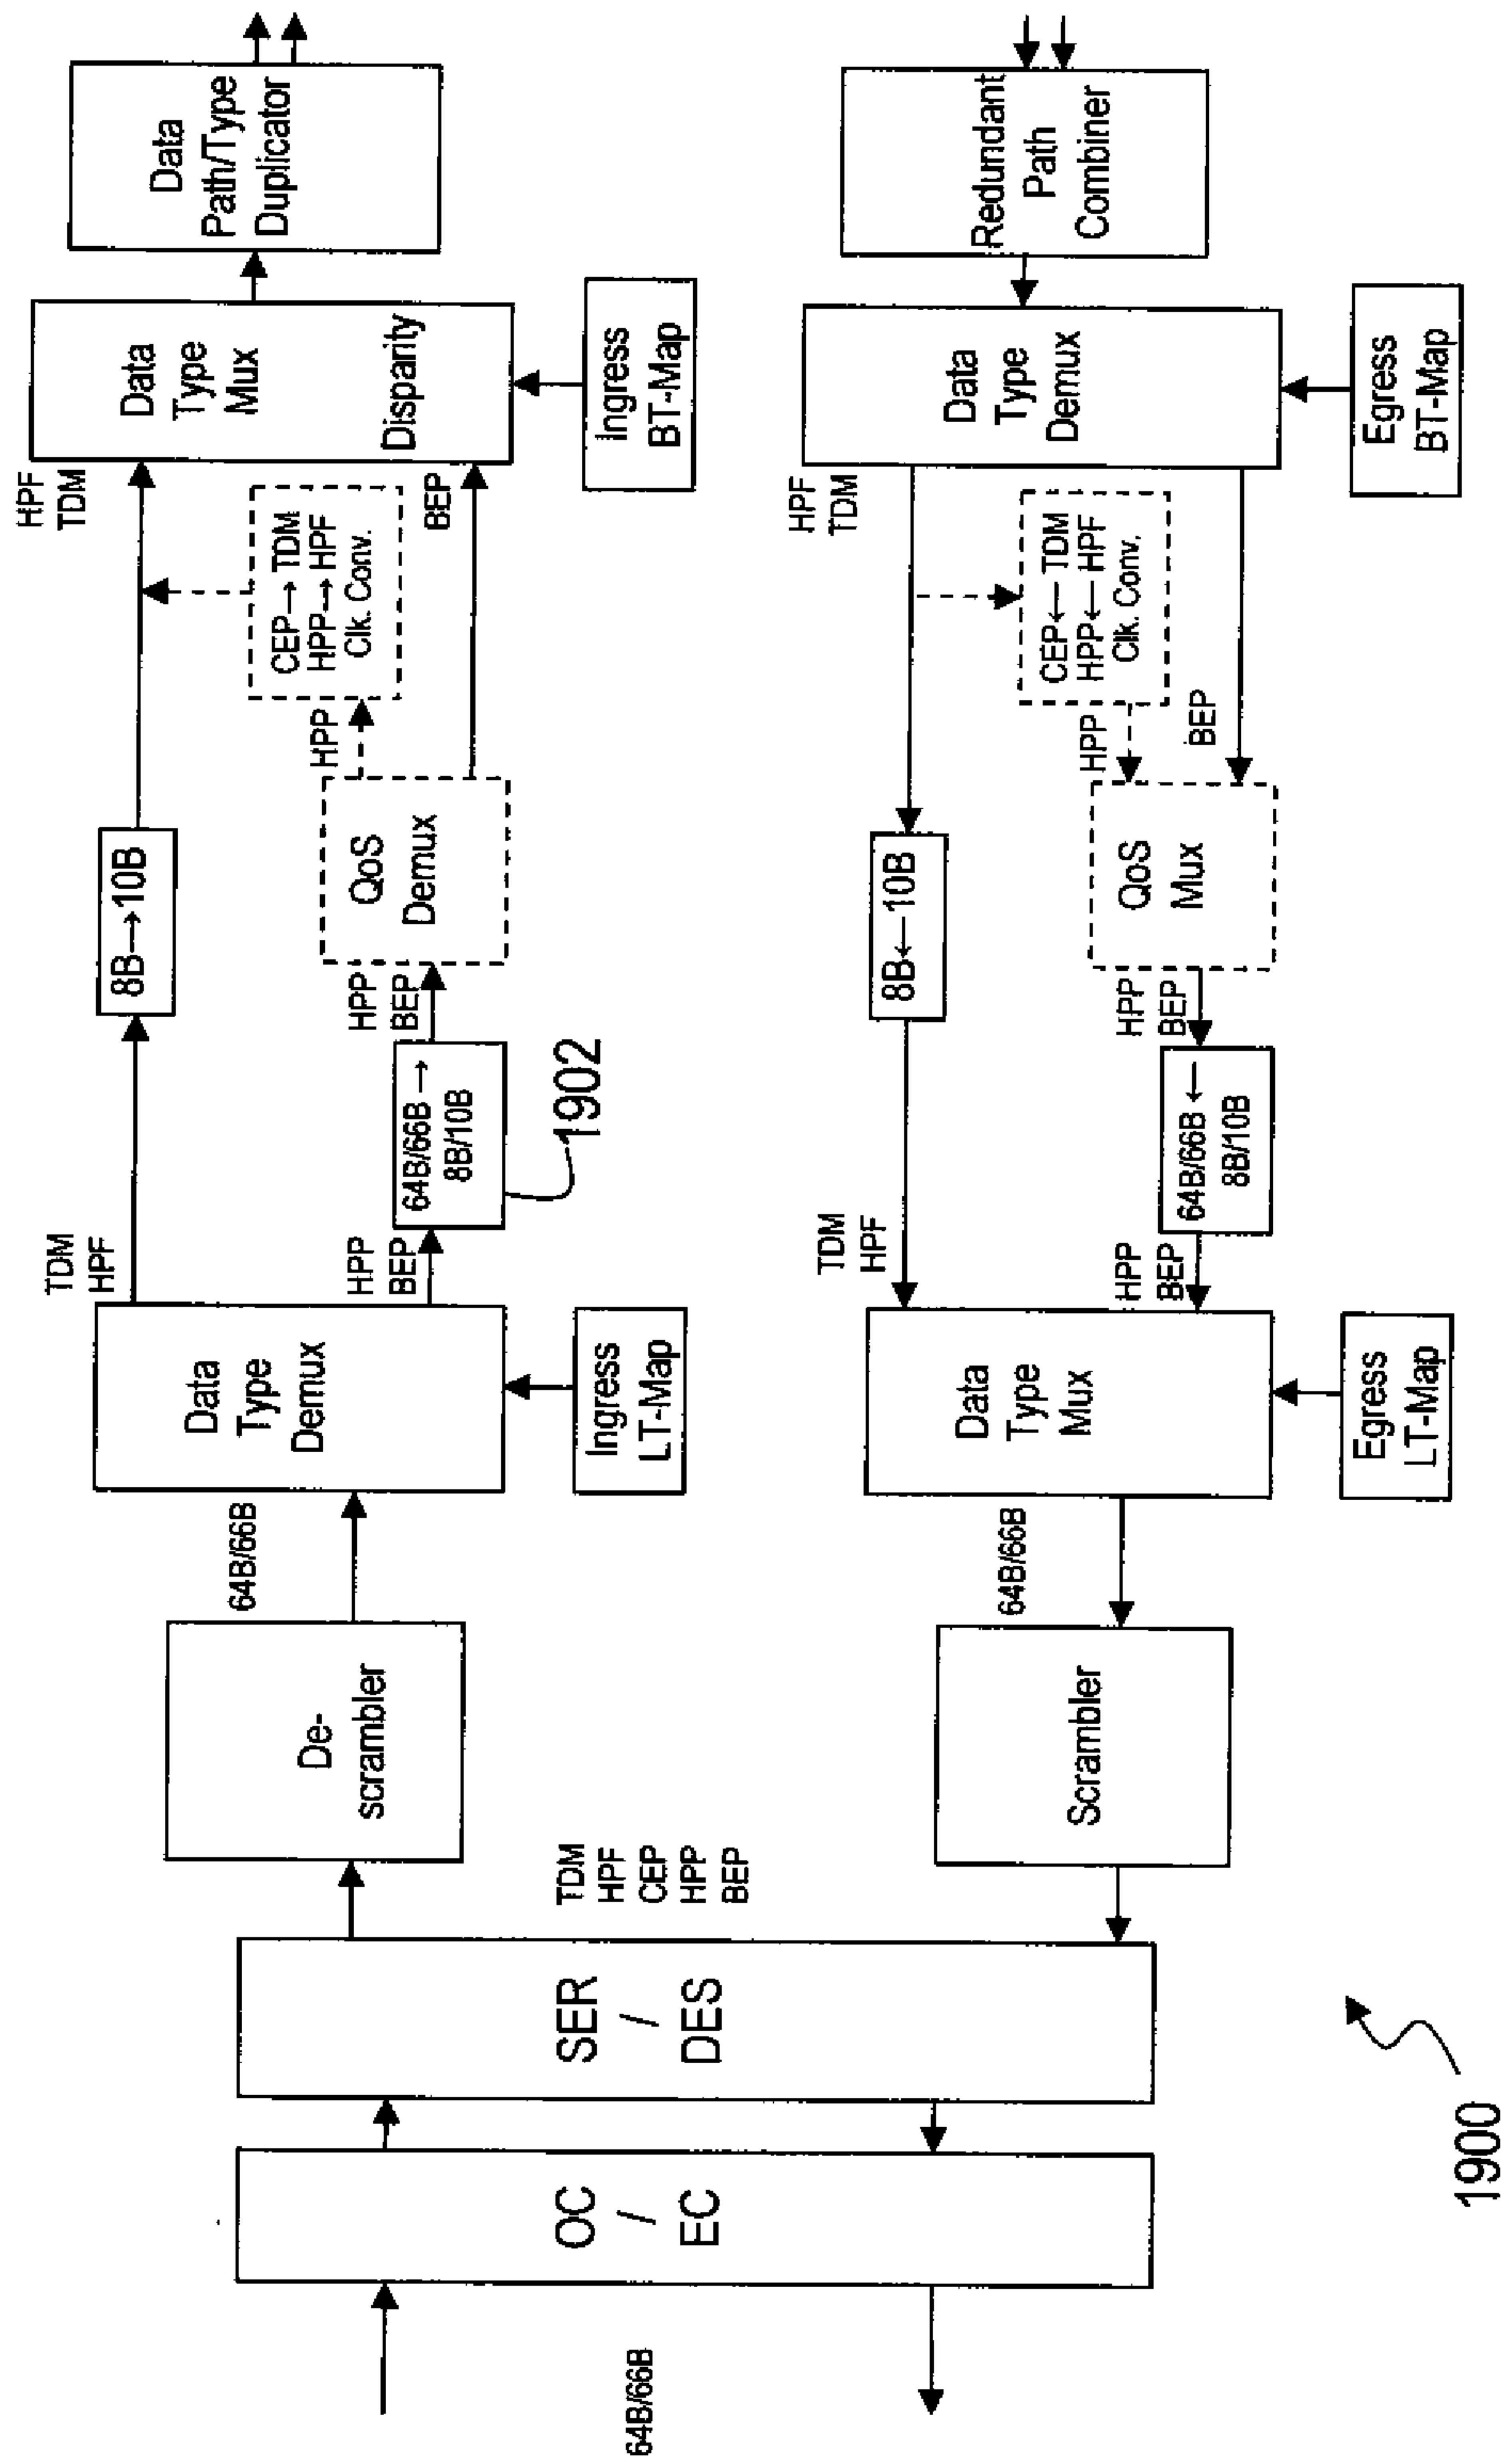 64B/66B
OC
/
EC
SER
/
DES
TDM
HPF
CEP
HPP
BEP
De-
scrambler
64B/66B
Data
Type
Demux
Ingress
LT-Map
TDM
HPF
HPP
BEP
8B→10B
64B/66B →
8B/10B
1902
HPP
BEP
QoS
Demux
HPP
CEP→TDM
HPP→HPF
Clk. Conv.
BEP
HPF
TDM
Data
Type
Mux
Disparity
Ingress
BT-Map
Data
Path/Type
Duplicator
Scrambler
64B/66B
Data
Type
Mux
Egress
LT-Map
TDM
HPF
HPP
BEP
8B←10B
64B/66B ←
8B/10B
HPP
BEP
QoS
Mux
HPP
CEP←TDM
HPP←HPF
Clk. Conv.
BEP
HPF
TDM
Data
Type
Demux
Egress
BT-Map
Redundant
Path
Combiner
1900